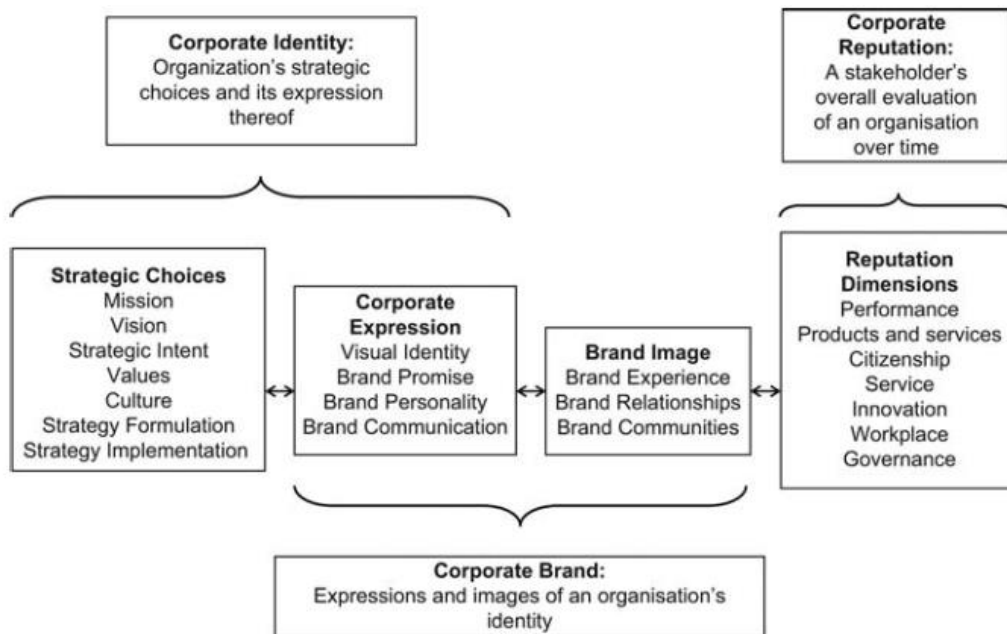 Corporate Identity:
Organization's strategic
choices and its expression
thereof
Corporate
Reputation:
A stakeholder's
overall evaluation
of an organisation
over time
Strategic Choices
Mission
Vision
Strategic Intent
Values
Culture
Strategy Formulation
Strategy Implementation
Corporate
Expression
Visual Identity
Brand Promise
Brand Personality
Brand Communication
Brand Image
Brand Experience
Brand Relationships
Brand Communities
Reputation
Dimensions
Performance
Products and services
Citizenship
Service
Innovation
Workplace
Governance
Corporate Brand:
Expressions and images of an organisation's
identity